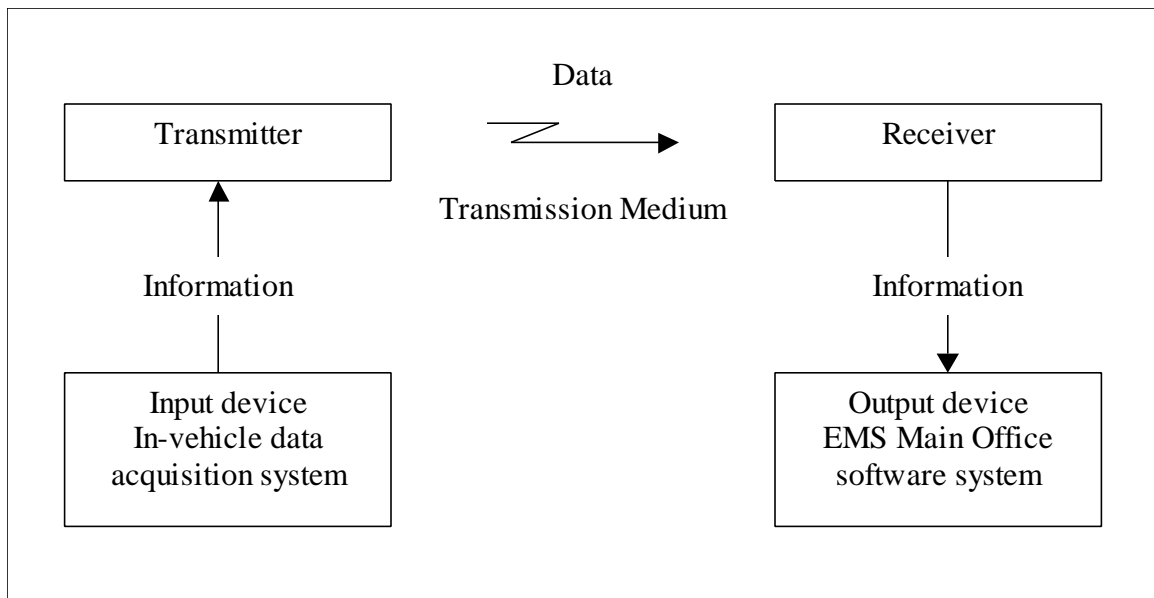 Data
Transmitter
Receiver
Transmission Medium
Information
Information
Input device
In-vehicle data
acquisition system
Output device
EMS Main Office
software system